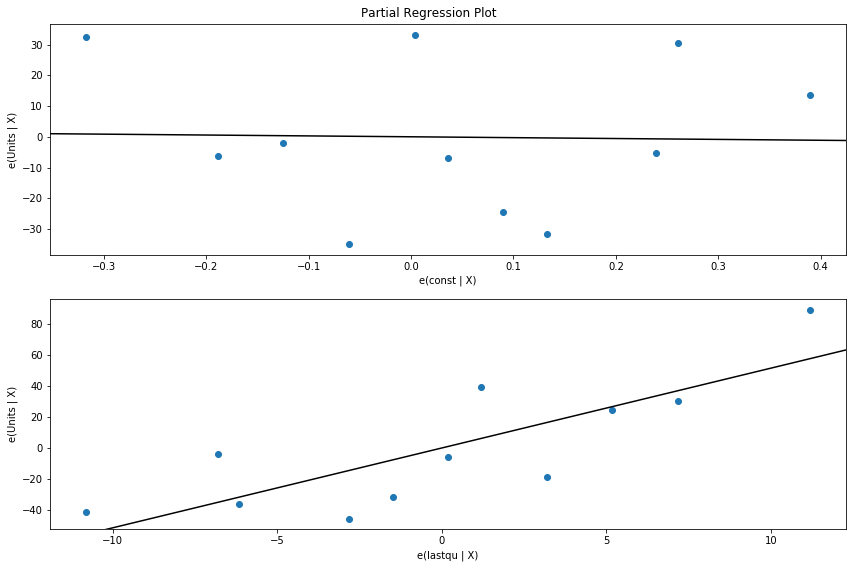 Partial Regression Plot
30
20
10
0
−10
−20
−30
e(Units | X)
−0.3 −0.2 −0.1 0.0 0.1 0.2 0.3 0.4
e(const | X)
80
60
40
20
0
−20
−40
e(Units | X)
−10 −5 0 5 10
e(lastqu | X)